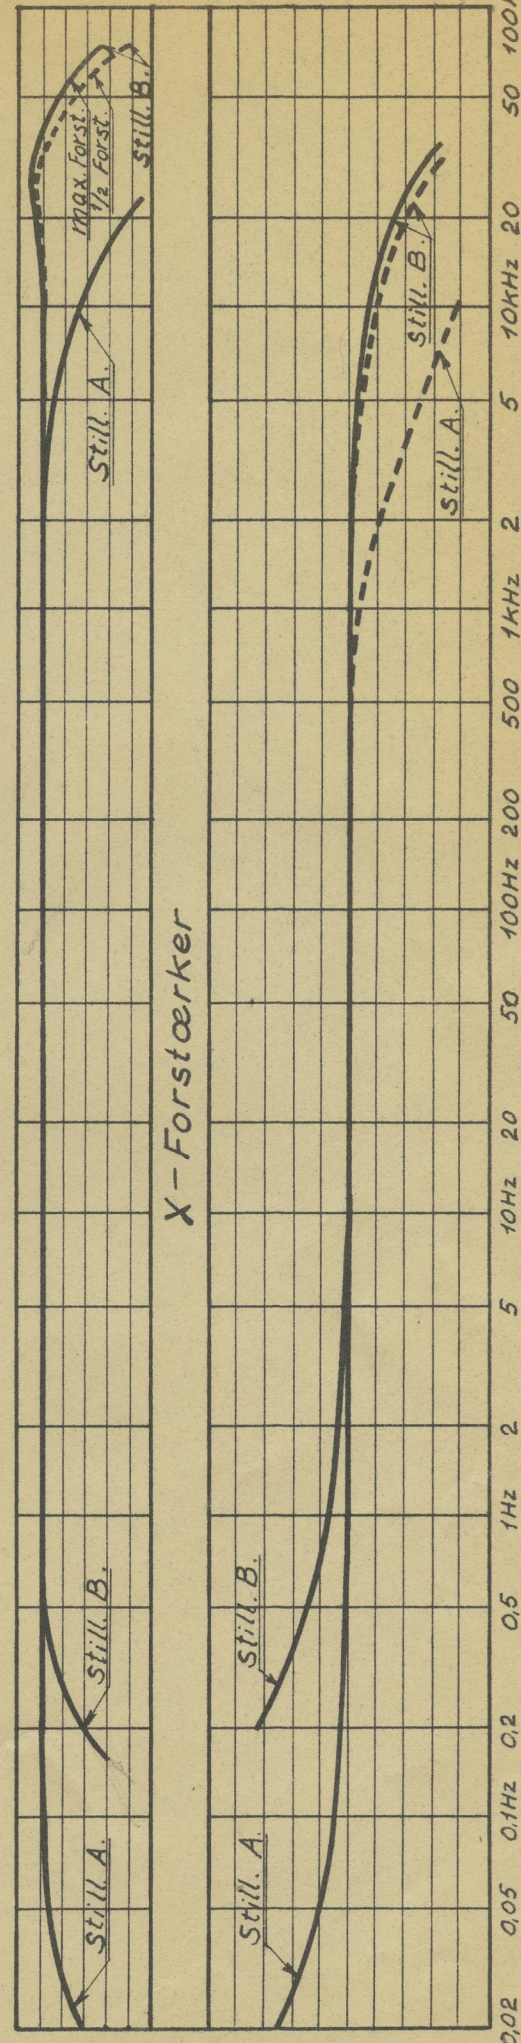 Still. A.
Still. B.
Still. A.
max. Forst.
1/2 Forst.
Still. B.
X-Forstærker
Still. A.
Still. B.
Still. A.
Still. B.
0,02 0,05 0,1Hz 0,2 0,5 1Hz 2 5 10Hz 20 50 100Hz 200 500 1kHz 2 5 10kHz 20 50